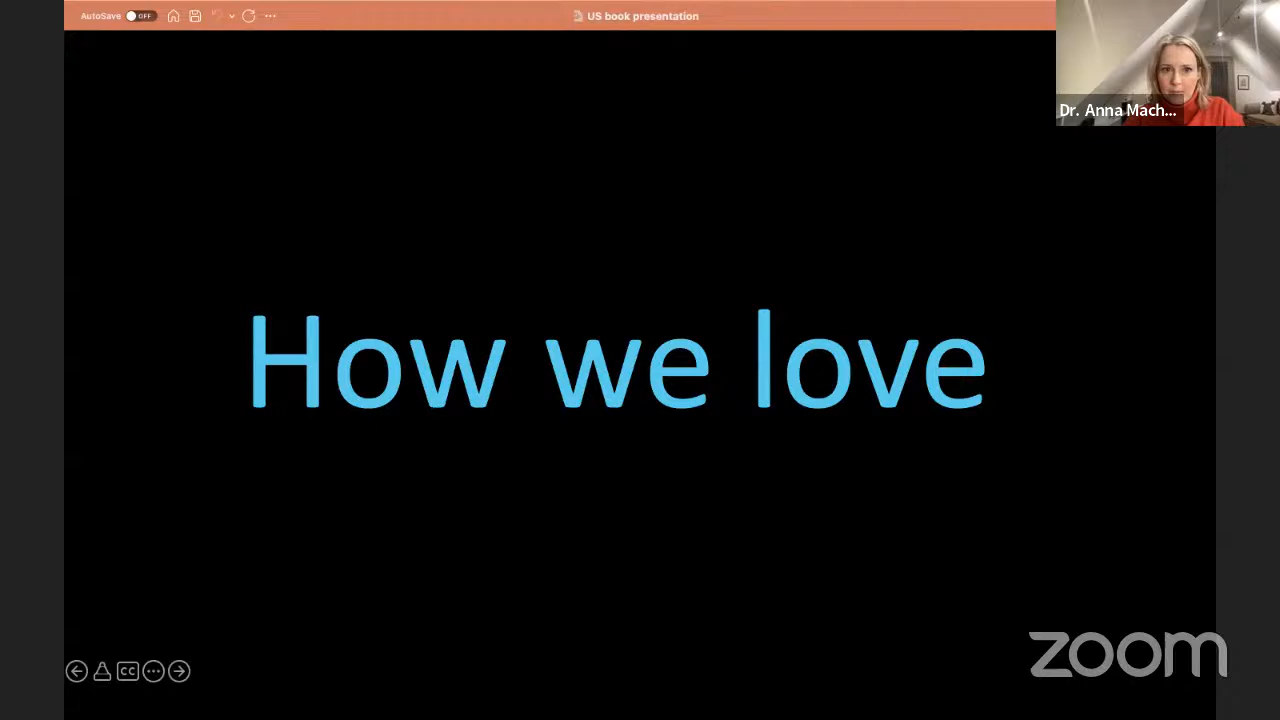 AutoSave OFF
US book presentation
Dr. Anna Mach...
How we love
CC
zoom